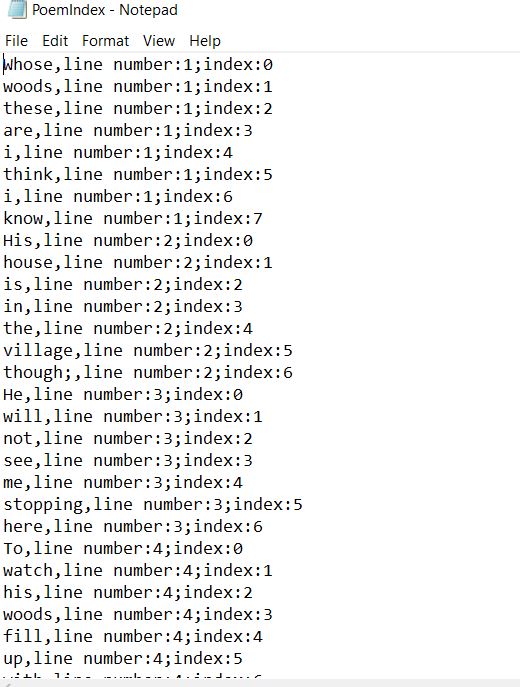 PoemIndex - Notepad
File Edit Format View Help
whose,line number:1;index:0
woods,line number:1;index:1
these,line number:1;index:2
are,line number:1;index:3
i,line number:1;index:4
think,line number:1;index:5
i,line number:1;index:6
know,line number:1;index:7
His,line number:2;index:0
house,line number:2;index:1
is,line number:2;index:2
in,line number:2;index:3
the,line number:2;index:4
village,line number:2;index:5
though;,line number:2;index:6
He,line number:3;index:0
will,line number:3;index:1
not,line number:3;index:2
see,line number:3;index:3
me,line number:3;index:4
stopping,line number:3;index:5
here,line number:3;index:6
To,line number:4;index:0
watch,line number:4;index:1
his,line number:4;index:2
woods,line number:4;index:3
fill,line number:4;index:4
up,line number:4;index:5
with,line number:4;index:6